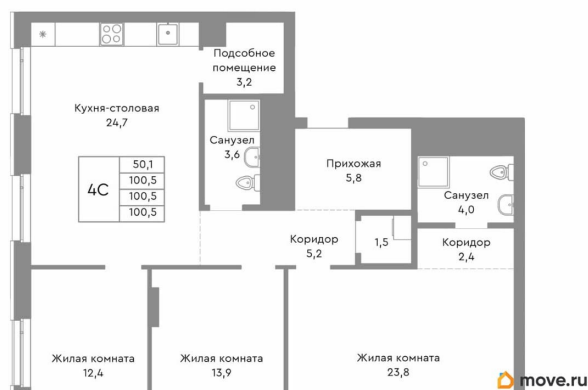 Подсобное
помещение
3,2
Кухня-столовая
24,7
Санузел
3,6
Прихожая
5,8
4С
50,1
100,5
100,5
100,5
Санузел
4,0
Коридор
5,2
1,5
Коридор
2,4
Жилая комната
12,4
Жилая комната
13,9
Жилая комната
23,8
move.ru